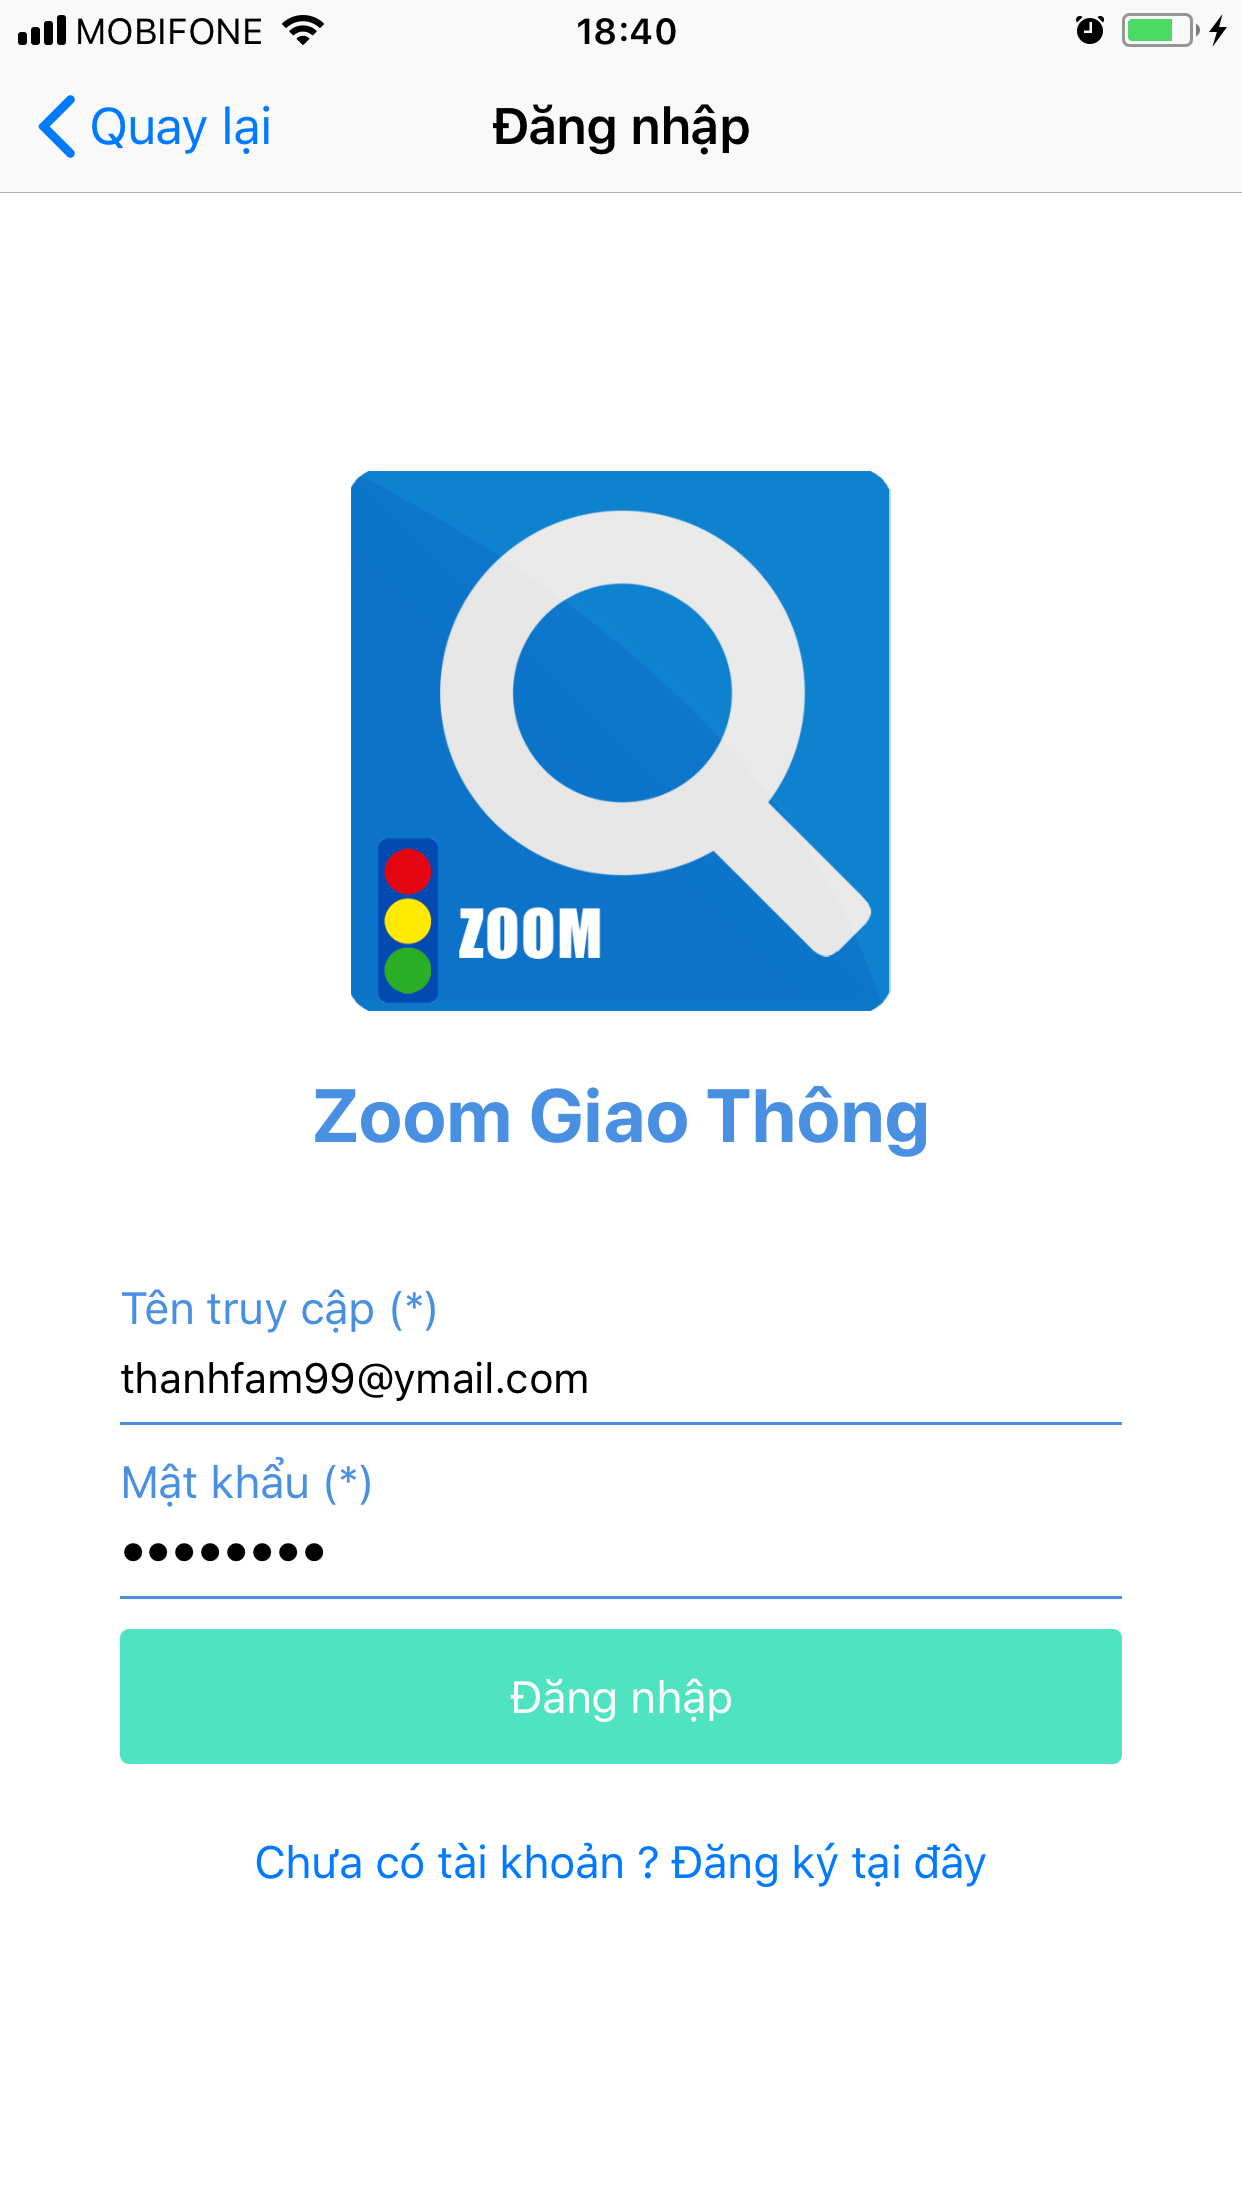 MOBIFONE 18:40
Quay lại Đăng nhập
ZOOM
Zoom Giao Thông
Tên truy cập (*)
thanhfam99@ymail.com
Mật khẩu (*)
••••••••
Đăng nhập
Chưa có tài khoản ? Đăng ký tại đây